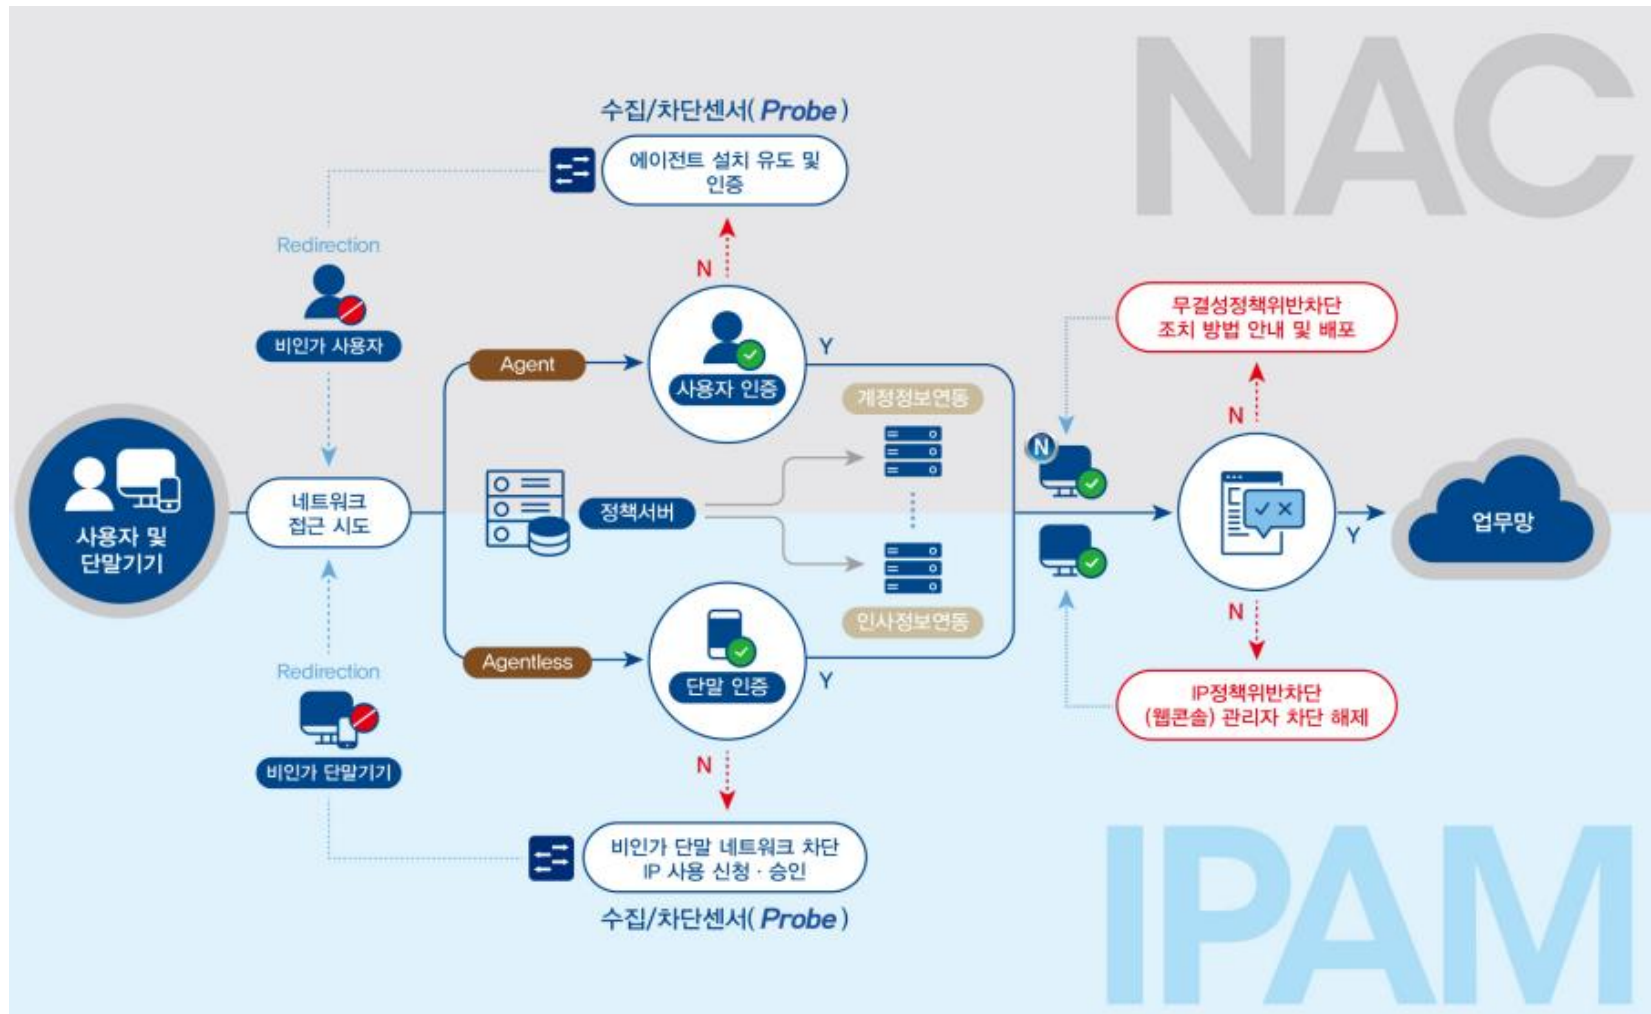 NAC
수집/차단센서( Probe )
에이전트 설치 유도 및
인증
Redirection
N
비인가 사용자
Agent
사용자 인증
Y
계정정보연동
무결성정책위반차단
조치 방법 안내 및 배포
N
N
사용자 및
단말기기
네트워크
접근 시도
정책서버
Y
업무망
Redirection
비인가 단말기기
Agentless
단말 인증
Y
인사정보연동
N
IP정책위반차단
(웹콘솔) 관리자 차단 해제
N
비인가 단말 네트워크 차단
IP 사용 신청 · 승인
수집/차단센서( Probe )
IPAM